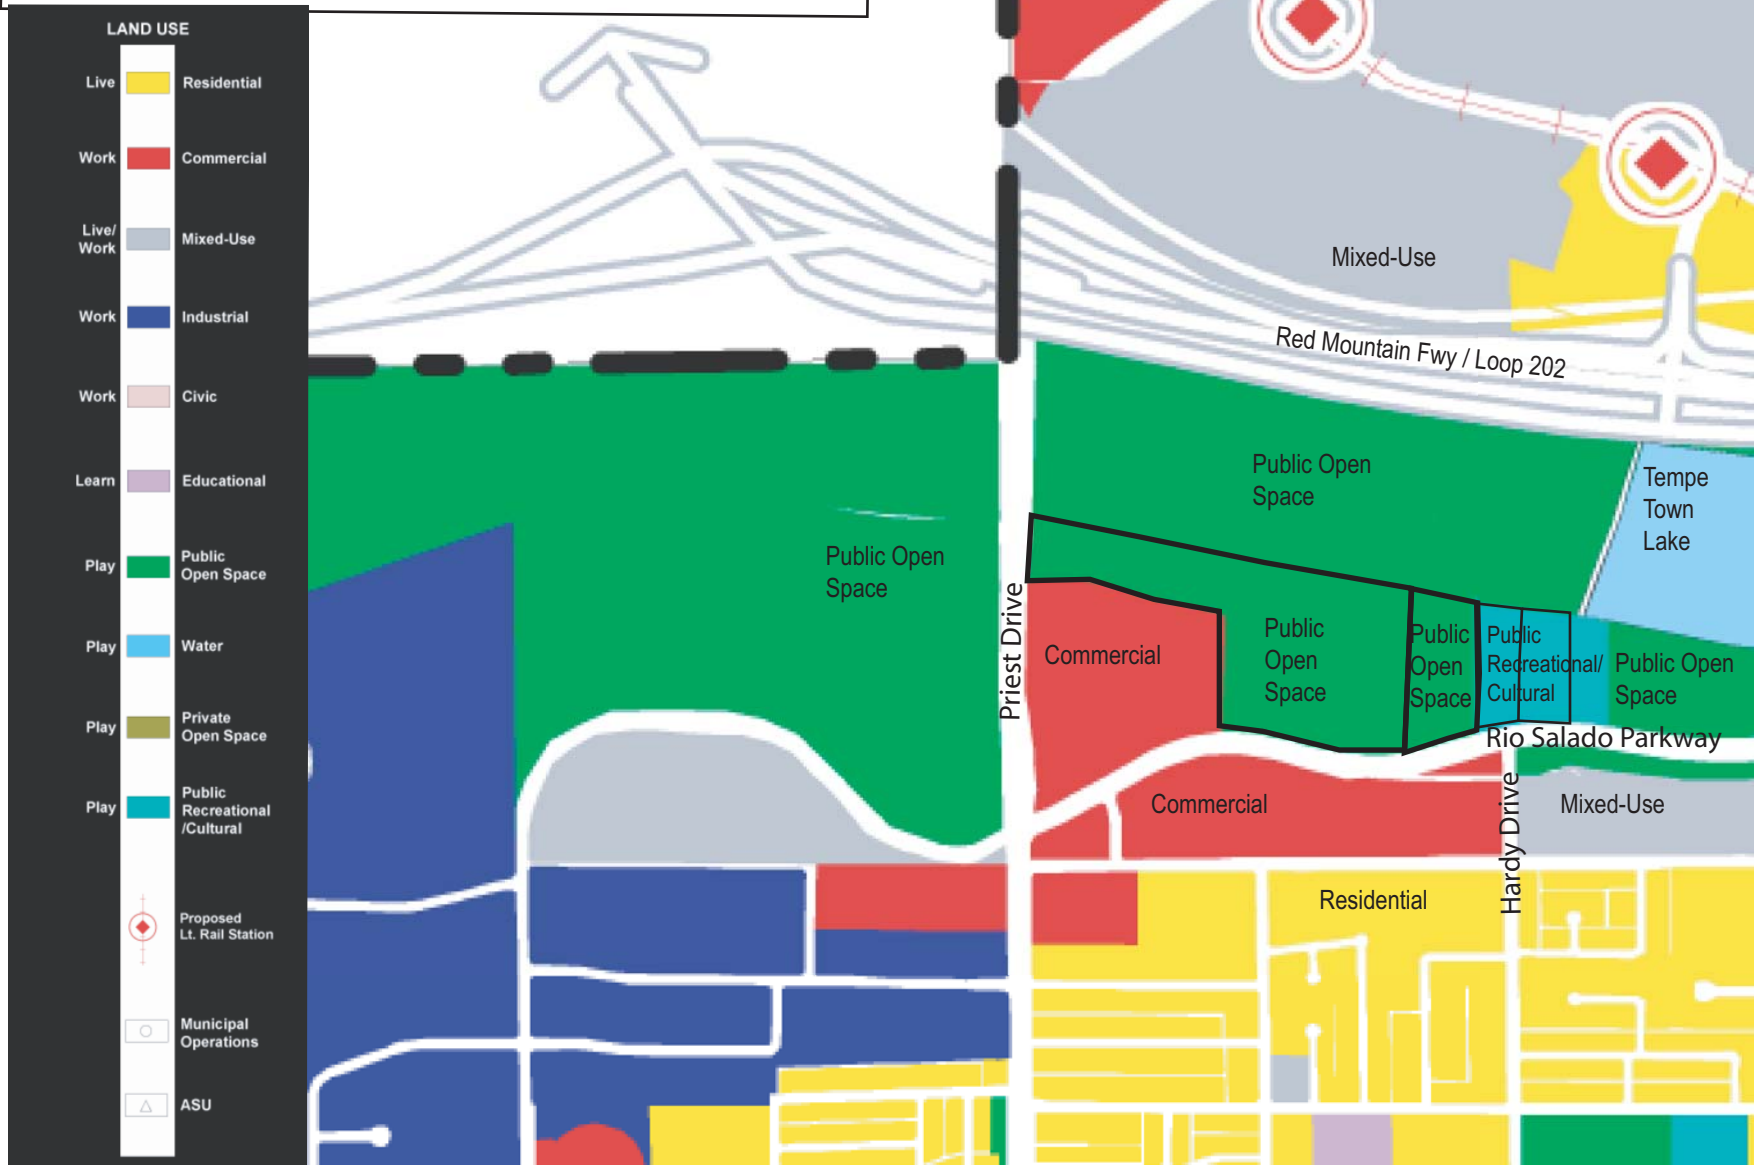 LAND USE
Live
Residential
Work
Commercial
Live/
Work
Mixed-Use
Work
Industrial
Work
Civic
Learn
Educational
Play
Public
Open Space
Play
Water
Play
Private
Open Space
Play
Public
Recreational
/Cultural
Proposed
Lt. Rail Station
Municipal
Operations
ASU
Mixed-Use
Red Mountain Fwy / Loop 202
Public Open
Space
Tempe
Town
Lake
Public Open
Space
Priest Drive
Commercial
Public
Open
Space
Public
Open
Space
Public
Recreational/
Cultural
Public Open
Space
Rio Salado Parkway
Commercial
Hardy Drive
Mixed-Use
Residential